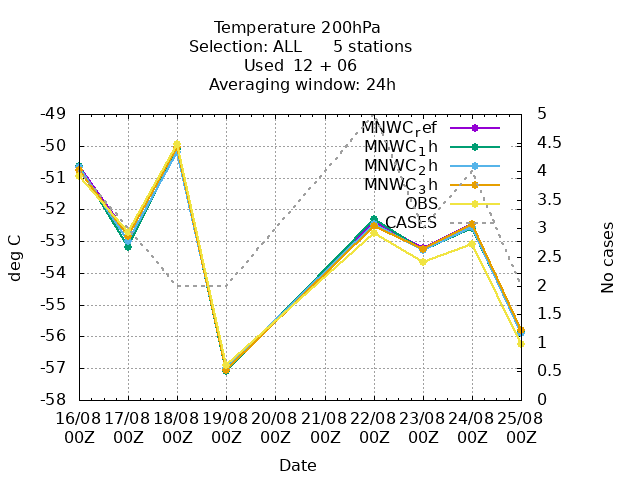 Temperature 200hPa
Selection: ALL 5 stations
Used 12 + 06
Averaging window: 24h
-49
-50
-51
-52
-53
-54
-55
-56
-57
-58
deg C
5
4.5
4
3.5
3
2.5
2
1.5
1
0.5
0
No cases
MNWC_ref
MNWC_1h
MNWC_2h
MNWC_3h
OBS
CASES
16/08 17/08 18/08 19/08 20/08 21/08 22/08 23/08 24/08 25/08
00Z 00Z 00Z 00Z 00Z 00Z 00Z 00Z 00Z 00Z
Date